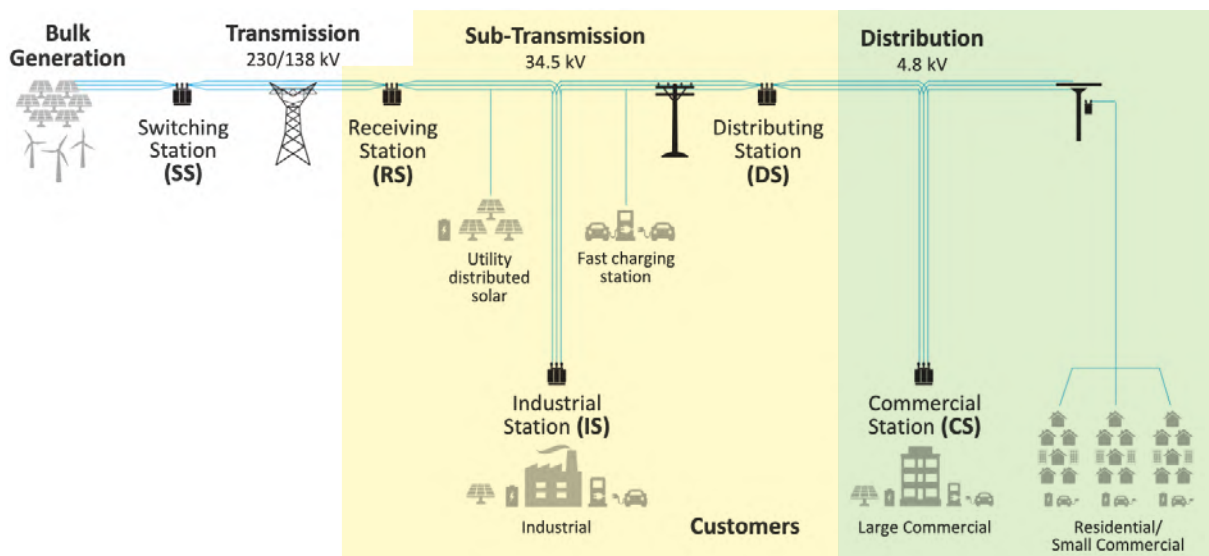 Bulk
Generation
Transmission
230/138 kV
Sub-Transmission
34.5 kV
Distribution
4.8 kV
Switching
Station
(SS)
Receiving
Station
(RS)
Distributing
Station
(DS)
Utility
distributed
solar
Fast charging
station
Industrial
Station (IS)
Commercial
Station (CS)
Industrial
Customers
Large Commercial
Residential/
Small Commercial